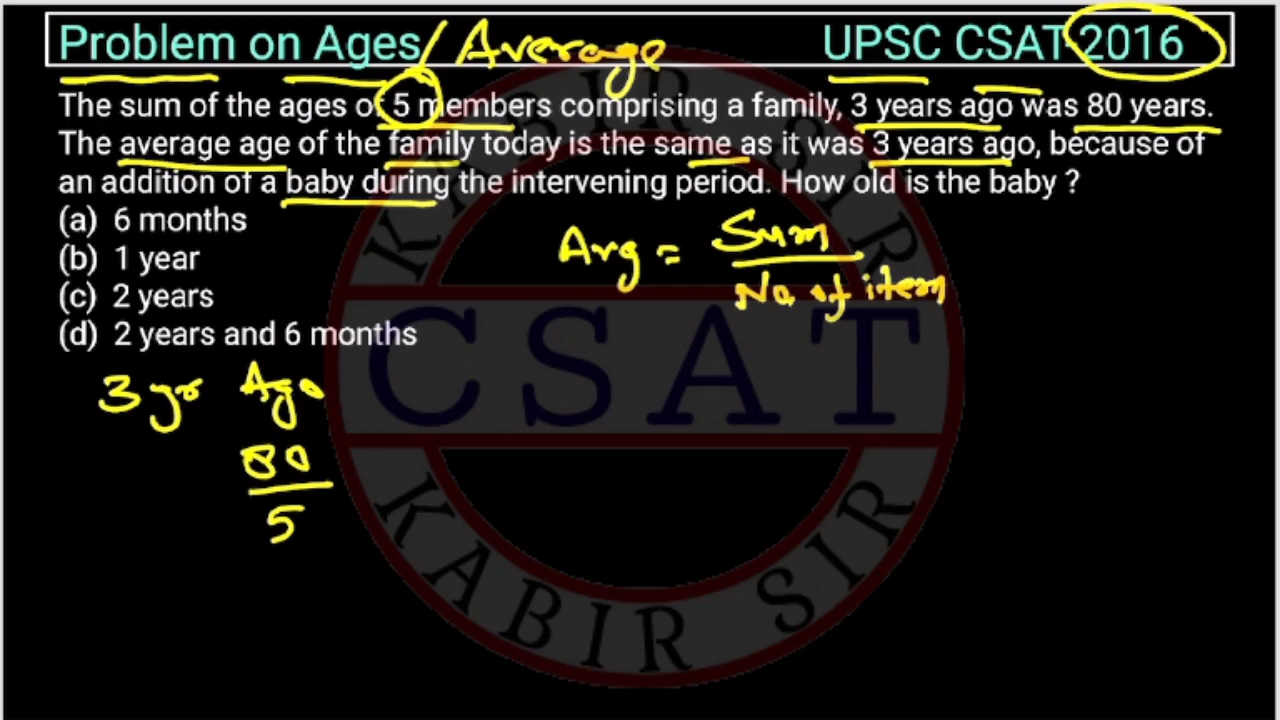 Problem on Ages / Average UPSC CSAT 2016
The sum of the ages of 5 members comprising a family, 3 years ago was 80 years.
The average age of the family today is the same as it was 3 years ago, because of
an addition of a baby during the intervening period. How old is the baby ?
(a) 6 months
(b) 1 year
(c) 2 years
(d) 2 years and 6 months
Avg = Sum
No. of item
3 yr Ago
80
5
KABIR SIR
CSAT
KABIR SIR